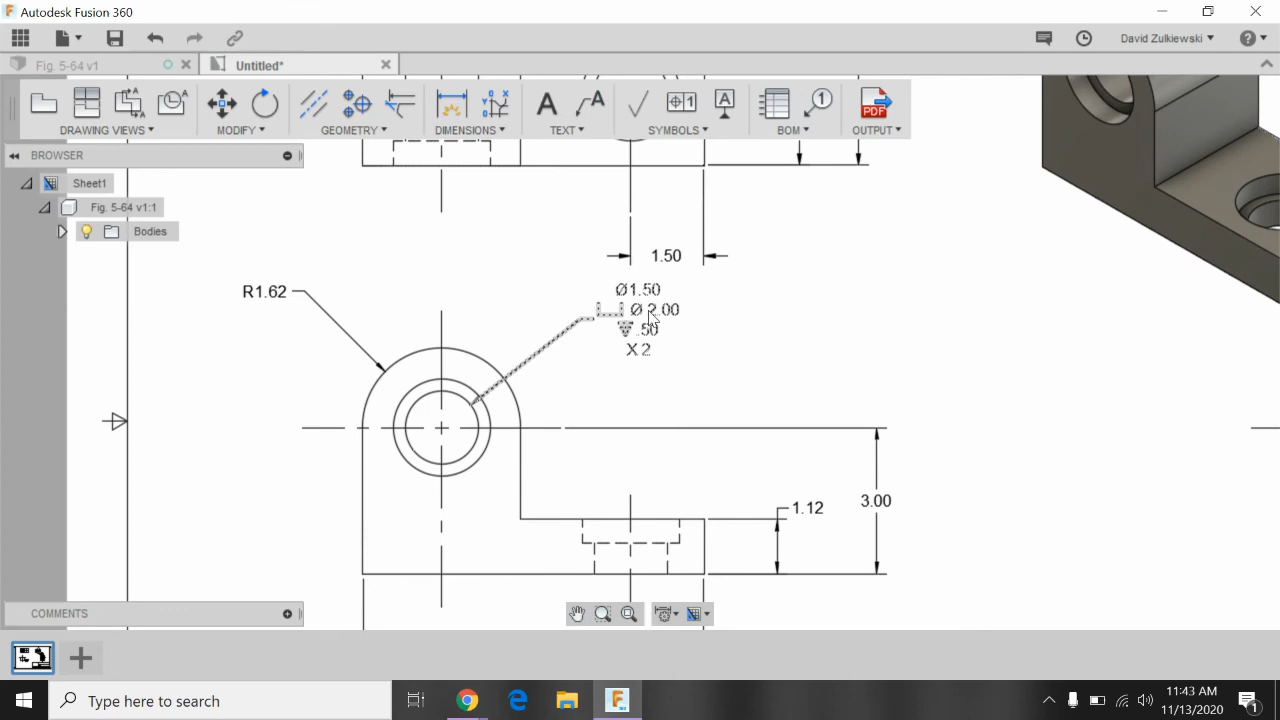 Autodesk Fusion 360
David Zulkiewski
Fig. 5-64 v1
Untitled*
DRAWING VIEWS
MODIFY
GEOMETRY
DIMENSIONS
TEXT
SYMBOLS
BOM
OUTPUT
BROWSER
Sheet1
Fig. 5-64 v1:1
Bodies
1.50
Ø1.50
Ø 2.00
.50
X 2
R1.62
1.12
3.00
COMMENTS
Type here to search
11:43 AM
11/13/2020